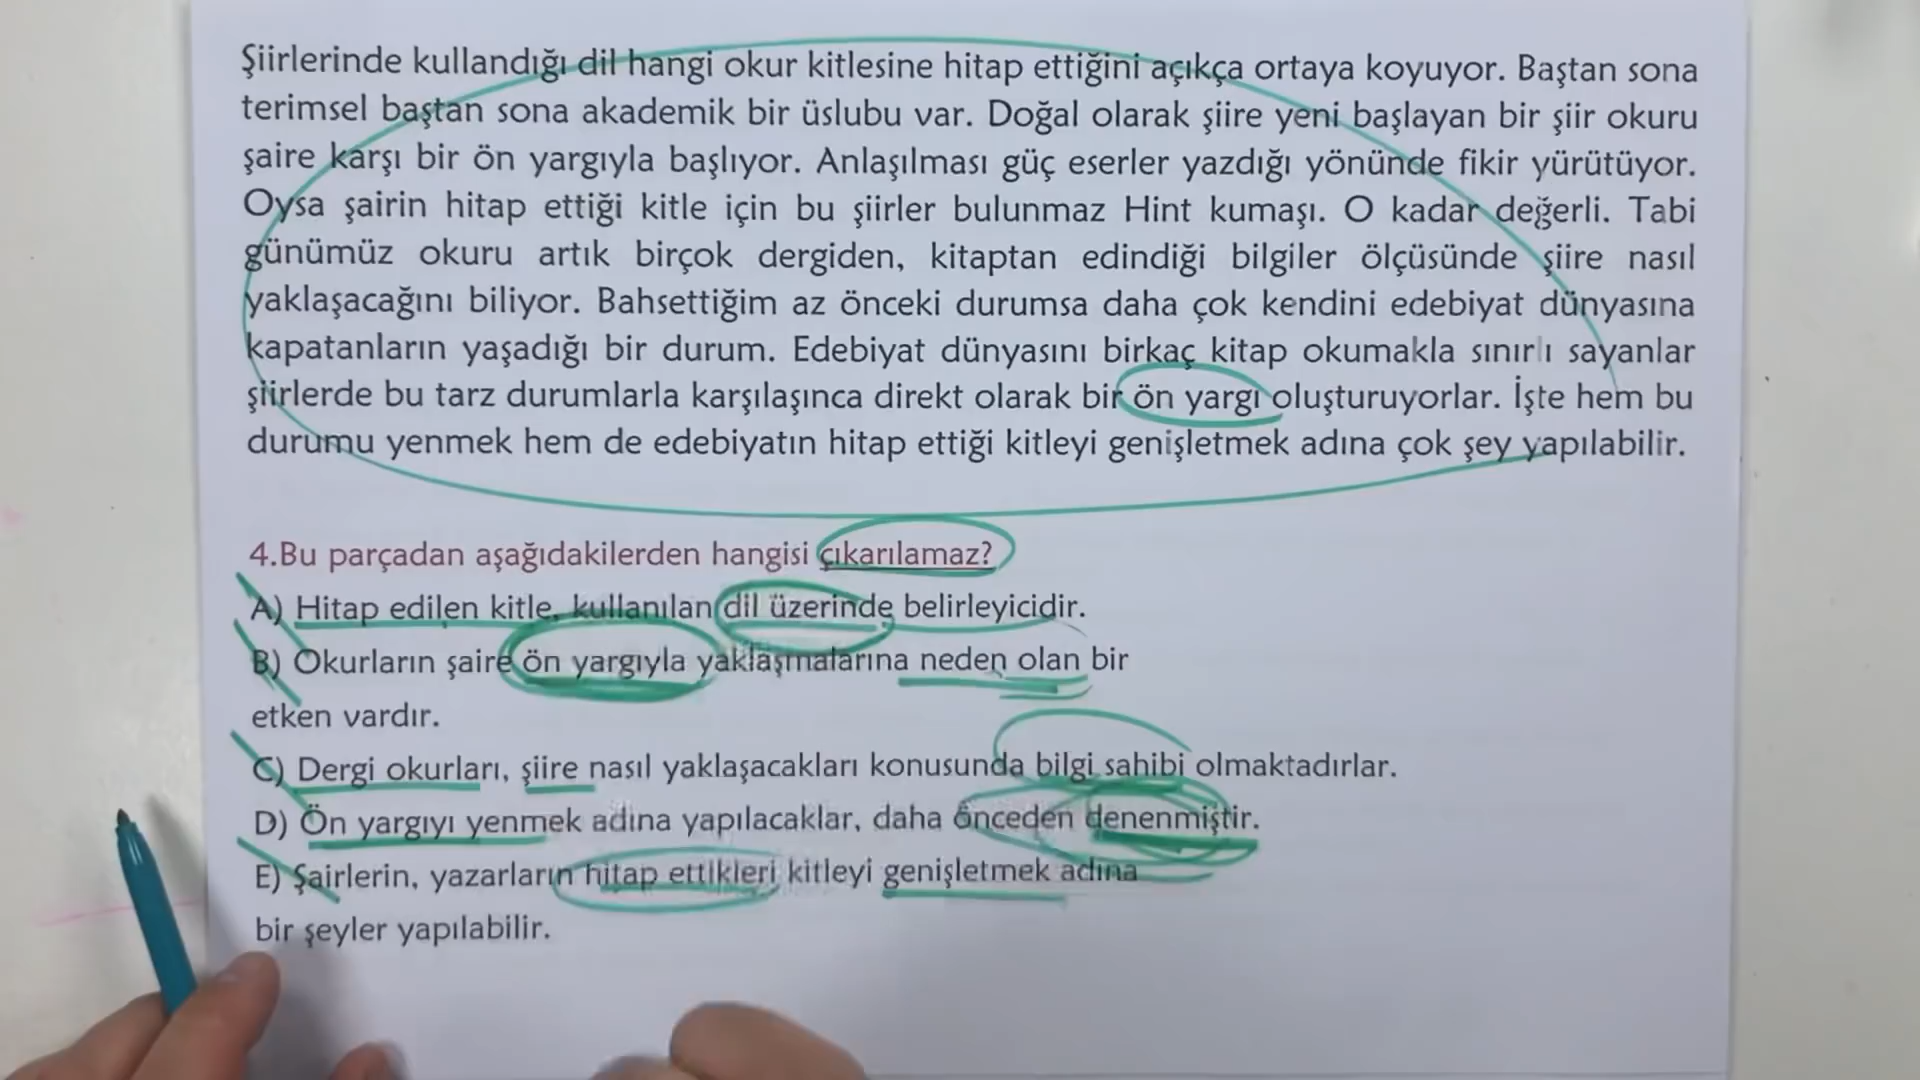 Şiirlerinde kullandığı dil hangi okur kitlesine hitap ettiğini açıkça ortaya koyuyor. Baştan sona
terimsel baştan sona akademik bir üslubu var. Doğal olarak şiire yeni başlayan bir şiir okuru
şaire karşı bir ön yargıyla başlıyor. Anlaşılması güç eserler yazdığı yönünde fikir yürütüyor.
Oysa şairin hitap ettiği kitle için bu şiirler bulunmaz Hint kumaşı. O kadar değerli. Tabi
günümüz okuru artık birçok dergiden, kitaptan edindiği bilgiler ölçüsünde şiire nasıl
yaklaşacağını biliyor. Bahsettiğim az önceki durumsa daha çok kendini edebiyat dünyasına
kapatanların yaşadığı bir durum. Edebiyat dünyasını birkaç kitap okumakla sınırlı sayanlar
şiirlerde bu tarz durumlarla karşılaşınca direkt olarak bir ön yargı oluşturuyorlar. İşte hem bu
durumu yenmek hem de edebiyatın hitap ettiği kitleyi genişletmek adına çok şey yapılabilir.
4.Bu parçadan aşağıdakilerden hangisi çıkarılamaz?
A) Hitap edilen kitle, kullanılan dil üzerinde belirleyicidir.
B) Okurların şaire ön yargıyla yaklaşmalarına neden olan bir
etken vardır.
C) Dergi okurları, şiire nasıl yaklaşacakları konusunda bilgi sahibi olmaktadırlar.
D) Ön yargıyı yenmek adına yapılacaklar, daha önceden denenmiştir.
E) Şairlerin, yazarların hitap ettikleri kitleyi genişletmek adına
bir şeyler yapılabilir.